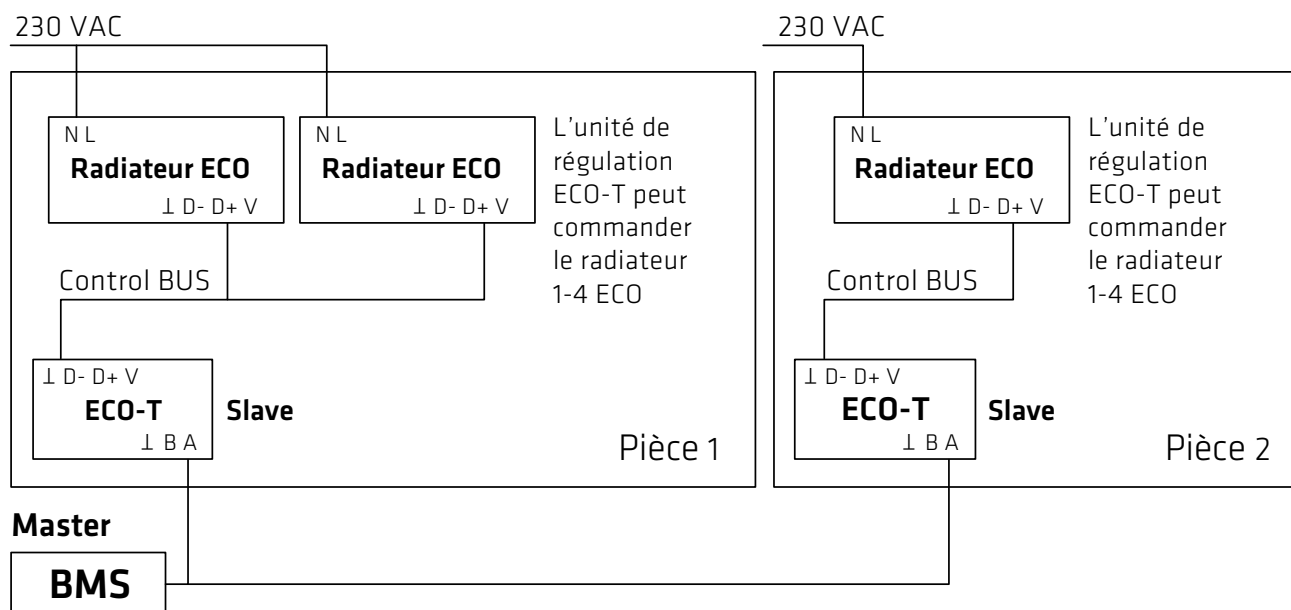 230 VAC
N L
Radiateur ECO
⊥ D- D+ V
N L
Radiateur ECO
⊥ D- D+ V
L'unité de
régulation
ECO-T peut
commander
le radiateur
1-4 ECO
Control BUS
⊥ D- D+ V
ECO-T
⊥ B A
Slave
Pièce 1
230 VAC
N L
Radiateur ECO
⊥ D- D+ V
L'unité de
régulation
ECO-T peut
commander
le radiateur
1-4 ECO
Control BUS
⊥ D- D+ V
ECO-T
⊥ B A
Slave
Pièce 2
Master
BMS